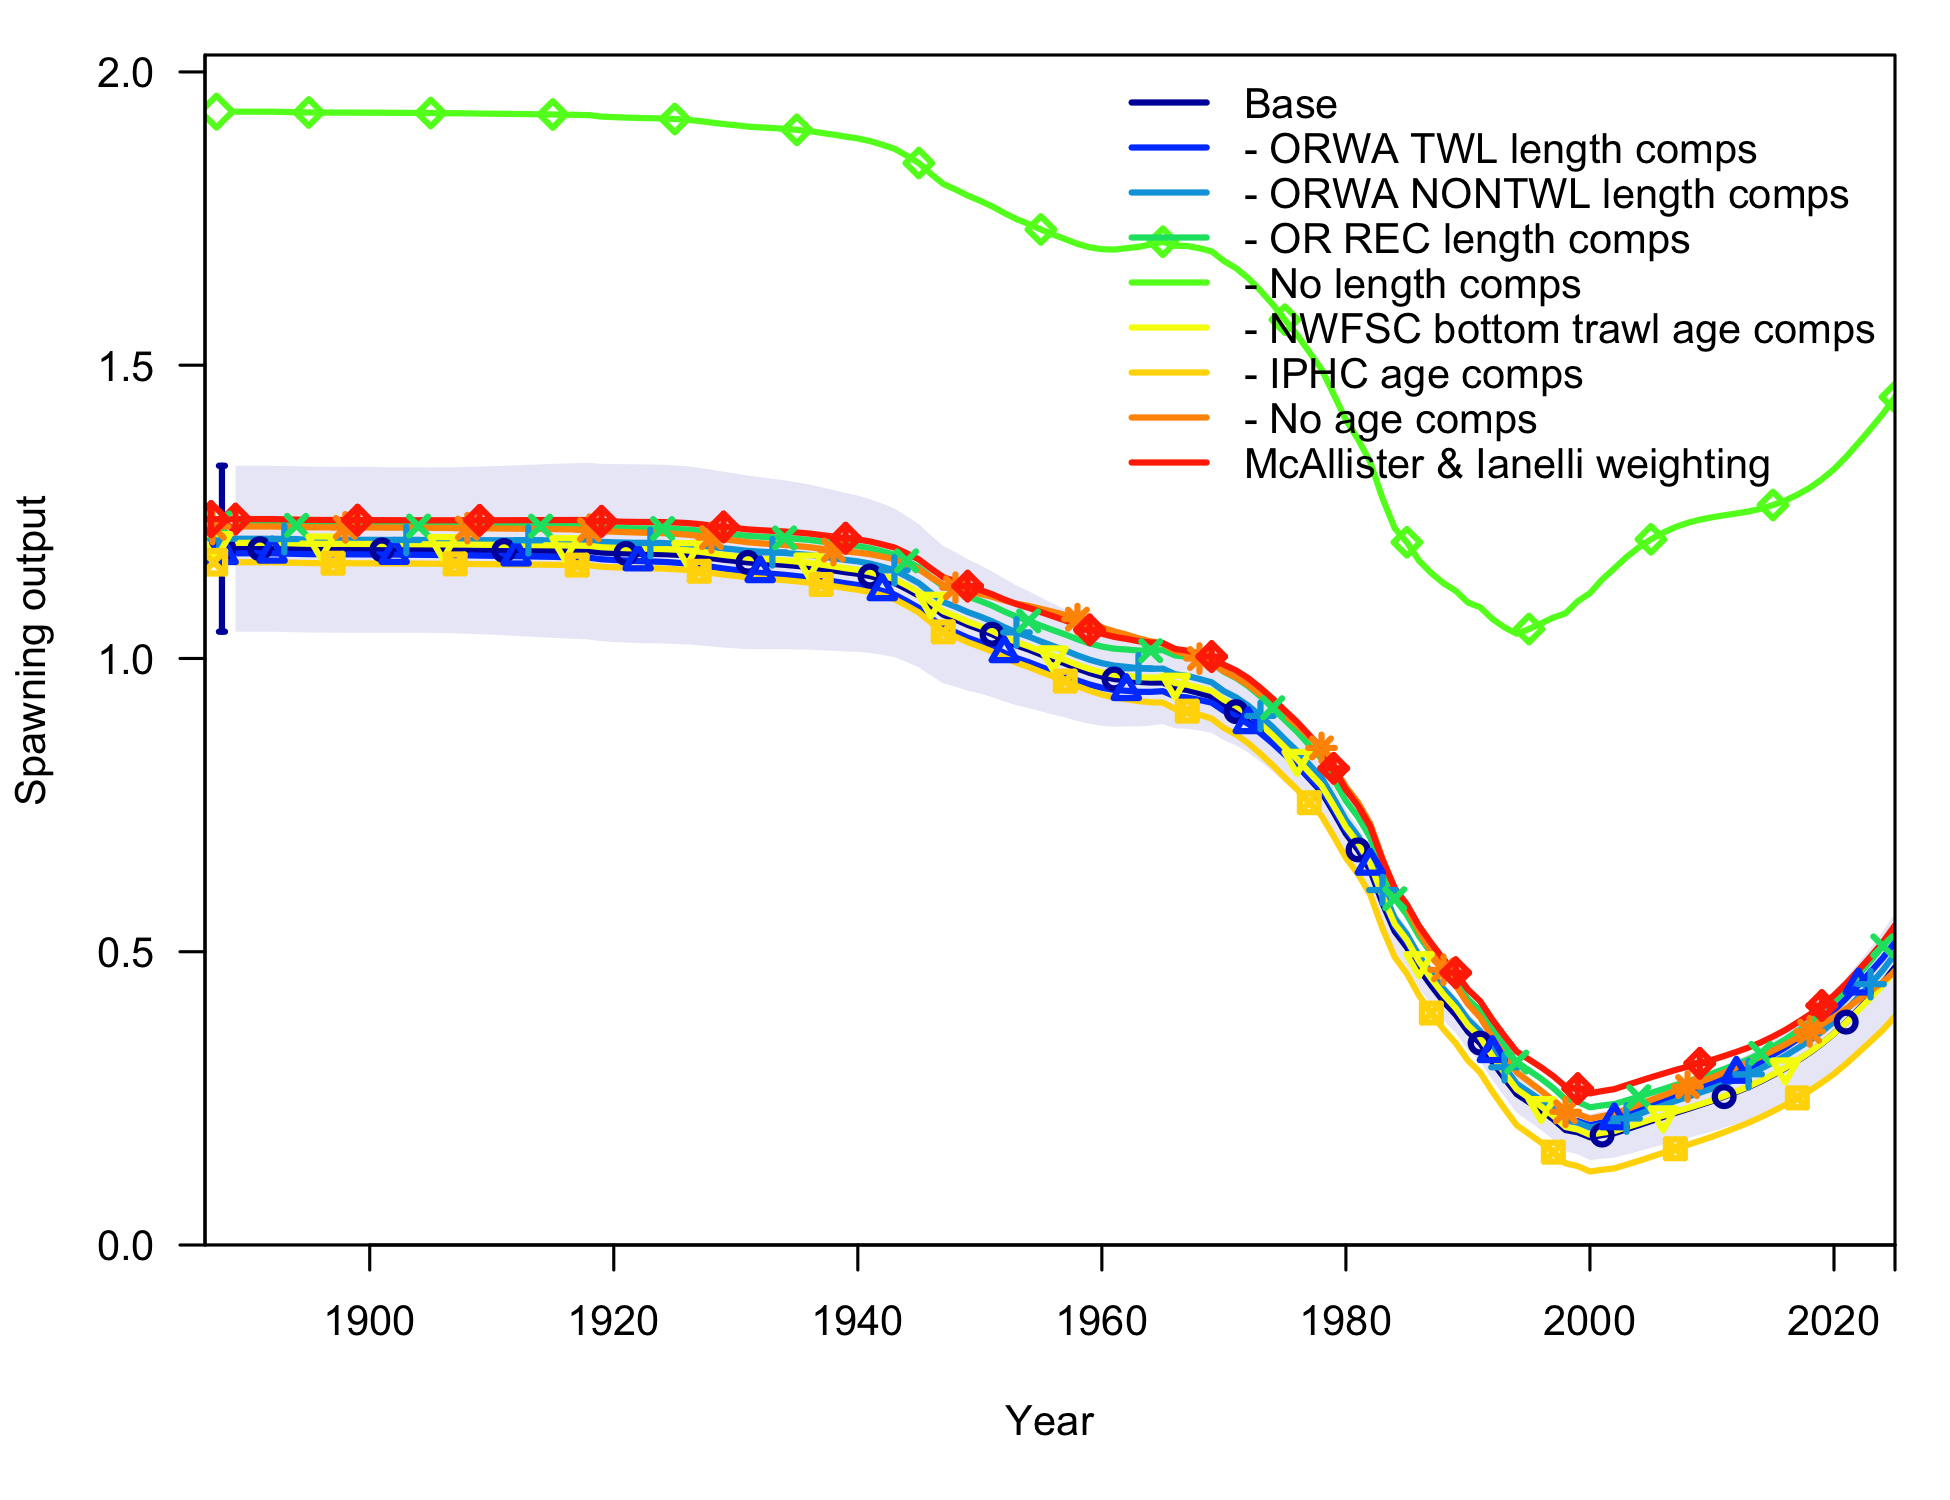 2.0
1.5
1.0
0.5
0.0
Spawning output
Base
- ORWA TWL length comps
- ORWA NONTWL length comps
- OR REC length comps
- No length comps
- NWFSC bottom trawl age comps
- IPHC age comps
- No age comps
McAllister & Ianelli weighting
1900 1920 1940 1960 1980 2000 2020
Year